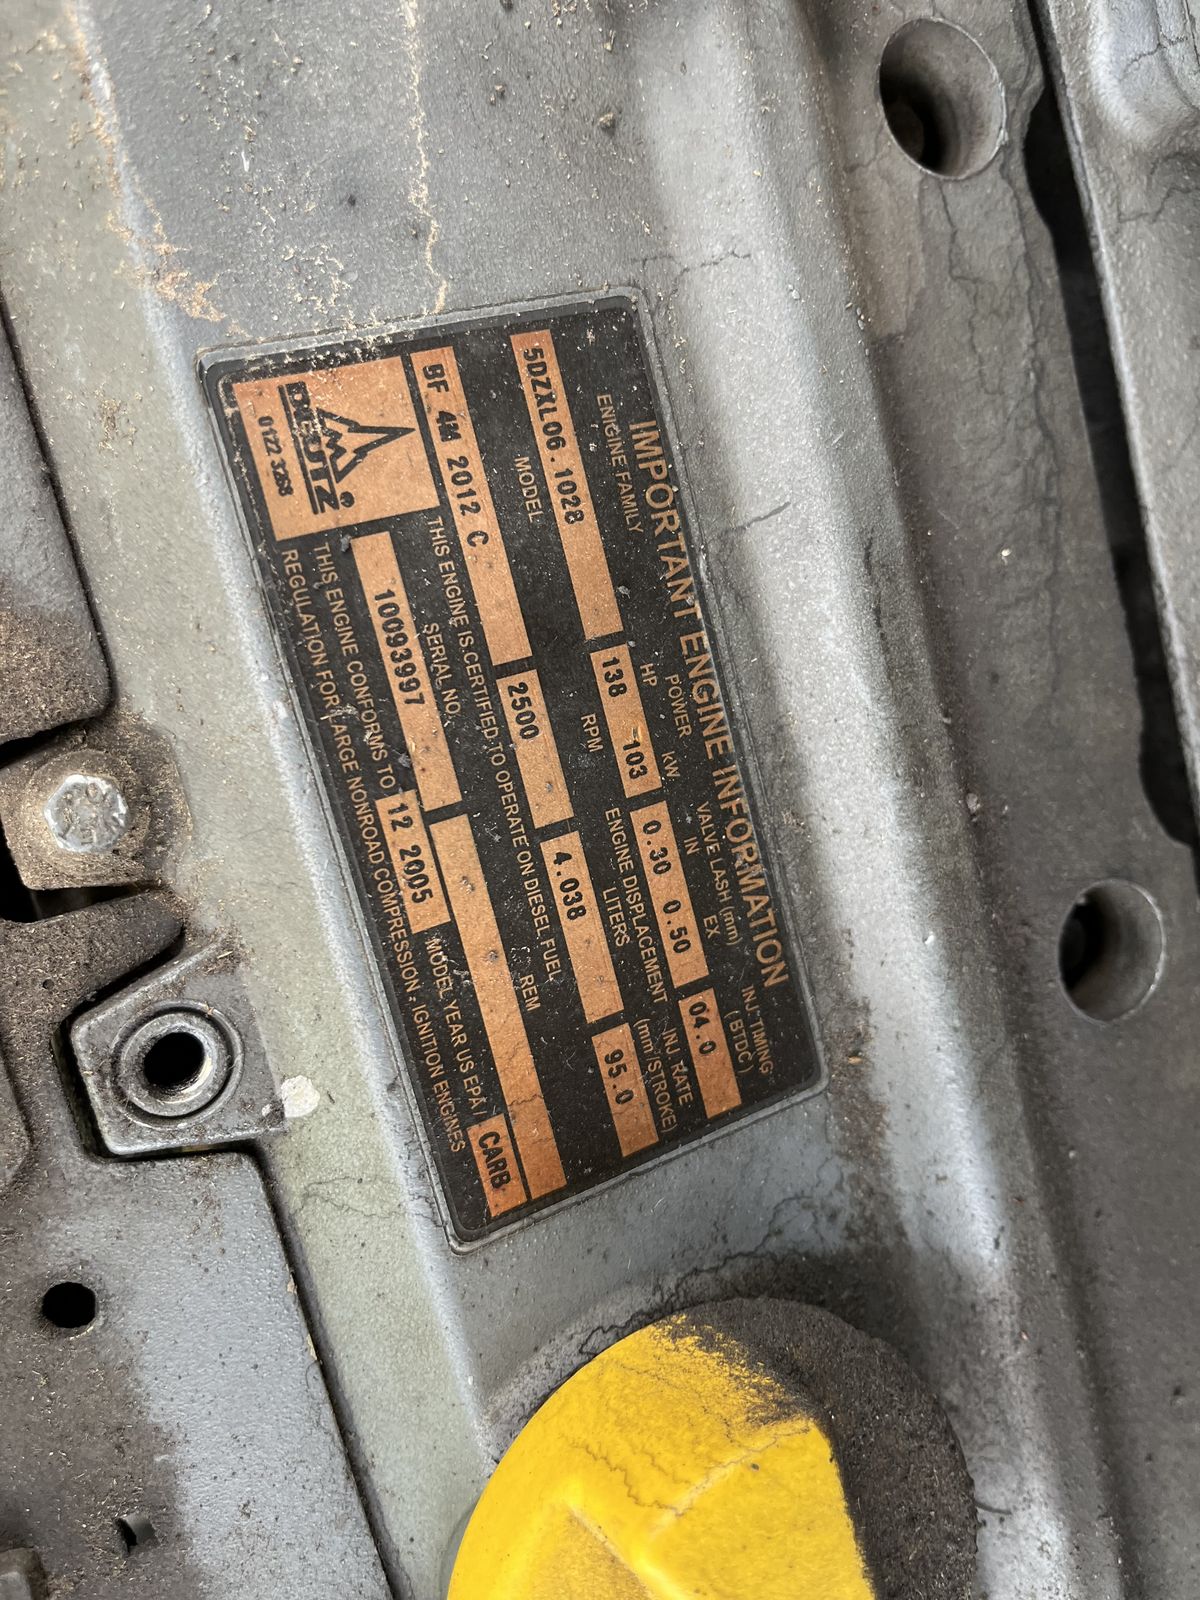 IMPORTANT ENGINE INFORMATION
ENIGINE FAMILY
POWER
HP kW
VALVE LASH (mm)
IN EX
INJ-TIMING
( BTDC )
5DZXL06.1028 138 103 0.30 0.50 04.0
MODEL RPM
ENGINE DISPLACEMENT
LITERS
INJ. RATE
(mm³/STROKE)
BF 4M 2012 C 2500 4.038 95.0
THIS ENGINE IS CERTIFIED TO OPERATE ON DIESEL FUEL
SERIAL NO. REM
10093997
THIS ENGINE CONFORMS TO 12 2005 MODEL YEAR US EPA / CARB
REGULATION FOR LARGE NONROAD COMPRESSION - IGNITION ENGINES
DEUTZ®
0122 3268